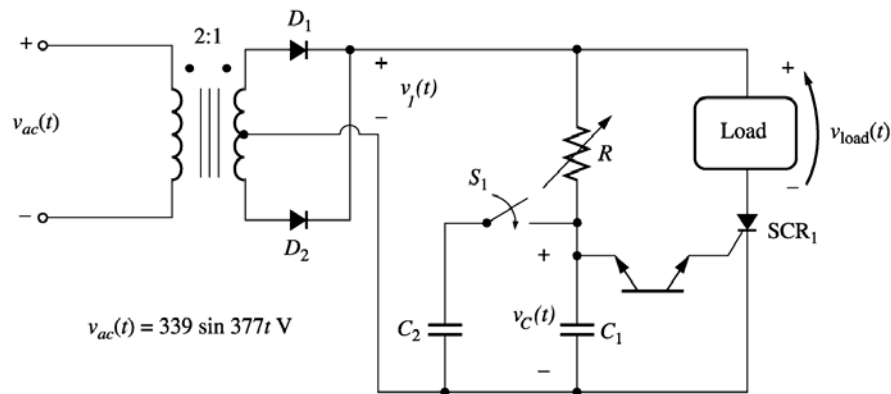 D1
2:1
+
+
+
v1(t)
vac(t)
−
Load
vload(t)
R
S1
−
−
SCR1
D2
+
vac(t) = 339 sin 377t V
C2
vC(t)
C1
−